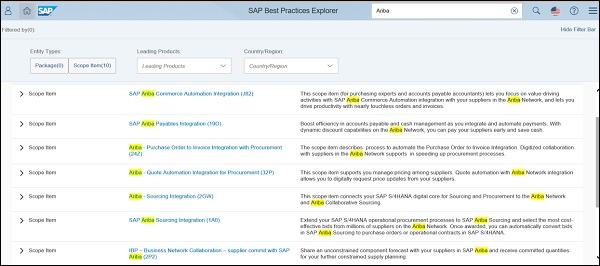 SAP
SAP Best Practices Explorer
Ariba
Filtered by(0)
Hide Filter Bar
Entity Types:
Leading Products:
Country/Region:
Package(0)
Scope Item(10)
Leading Products
Country/Region
Scope Item
SAP Ariba Commerce Automation Integration (J82)
This scope item (for purchasing experts and accounts payable accountants) lets you focus on value-driving
activities with SAP Ariba Commerce Automation integration with your suppliers in the Ariba Network, and lets you
drive productivity with nearly touchless orders and invoices.
Scope Item
SAP Ariba Payables Integration (19O)
Boost efficiency in accounts payable and cash management as you integrate and automate payments. With
dynamic discount capabilities on the Ariba Network, you can pay your suppliers early and save cash.
Scope Item
Ariba - Purchase Order to Invoice Integration with Procurement
(24Z)
This scope item describes process to automate the Purchase Order to Invoice Integration. Digitized collaboration
with suppliers in the Ariba Network supports in speeding up procurement processes.
Scope Item
Ariba - Quote Automation Integration for Procurement (32P)
This scope item supports you manage pricing among suppliers. Quote automation with Ariba Network integration
allows you to digitally request price updates from your suppliers.
Scope Item
Ariba - Sourcing Integration (2GW)
This scope item connects your SAP S/4HANA digital core for Sourcing and Procurement to the Ariba Network
and Ariba Collaborative Sourcing.
Scope Item
SAP Ariba Sourcing Integration (1A0)
Extend your SAP S/4HANA operational procurement processes to SAP Ariba Sourcing and select the most cost-
effective bids from millions of suppliers on the Ariba Network. Once awarded, you can automatically convert bids
in SAP Ariba Sourcing to purchase orders or operational contracts in SAP S/4HANA.
Scope Item
IBP - Business Network Collaboration – supplier commit with SAP
Ariba (2P2)
Share an unconstrained component forecast with your suppliers in SAP Ariba and receive committed quantities
for your further constrained supply planning.